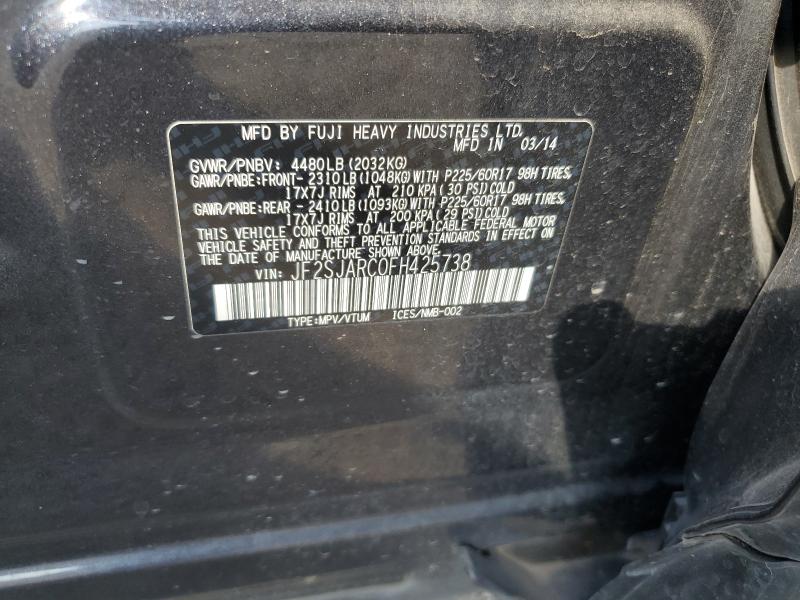 MFD BY FUJI HEAVY INDUSTRIES LTD.
MFD IN 03/14
GVWR/PNBV: 4480LB (2032KG)
GAWR/PNBE:FRONT- 2310 LB (1048KG) WITH P225/60R17 98H TIRES,
17X7J RIMS AT 210 KPA ( 30 PSI) COLD
GAWR/PNBE:REAR - 2410 LB (1093KG) WITH P225/60R17 98H TIRES,
17X7J RIMS AT 200 KPA ( 29 PSI) COLD
THIS VEHICLE CONFORMS TO ALL APPLICABLE FEDERAL MOTOR
VEHICLE SAFETY AND THEFT PREVENTION STANDARDS IN EFFECT ON
THE DATE OF MANUFACTURE SHOWN ABOVE.
VIN: JF2SJARC0FH425738
TYPE:MPV/VTUM ICES/NMB-002